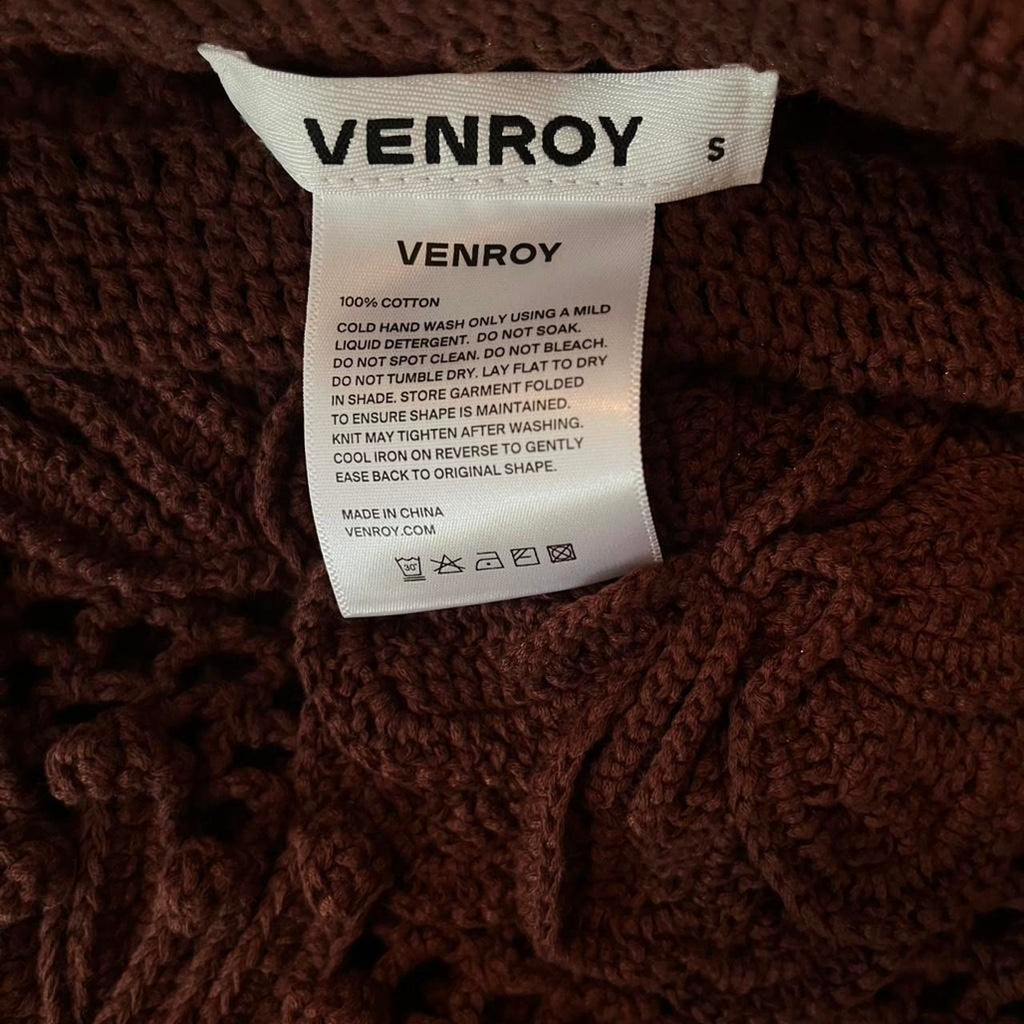 VENROY S
VENROY
100% COTTON
COLD HAND WASH ONLY USING A MILD
LIQUID DETERGENT. DO NOT SOAK.
DO NOT SPOT CLEAN. DO NOT BLEACH.
DO NOT TUMBLE DRY. LAY FLAT TO DRY
IN SHADE. STORE GARMENT FOLDED
TO ENSURE SHAPE IS MAINTAINED.
KNIT MAY TIGHTEN AFTER WASHING.
COOL IRON ON REVERSE TO GENTLY
EASE BACK TO ORIGINAL SHAPE.
MADE IN CHINA
VENROY.COM
30°